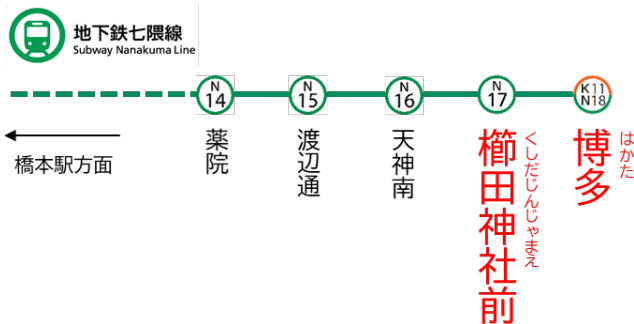 地下鉄七隈線
Subway Nanakuma Line
N
14
N
15
N
16
N
17
K11
N18
橋本駅方面
薬院
渡辺通
天神南
櫛田神社前
くしだじんじゃまえ
博多
はかた